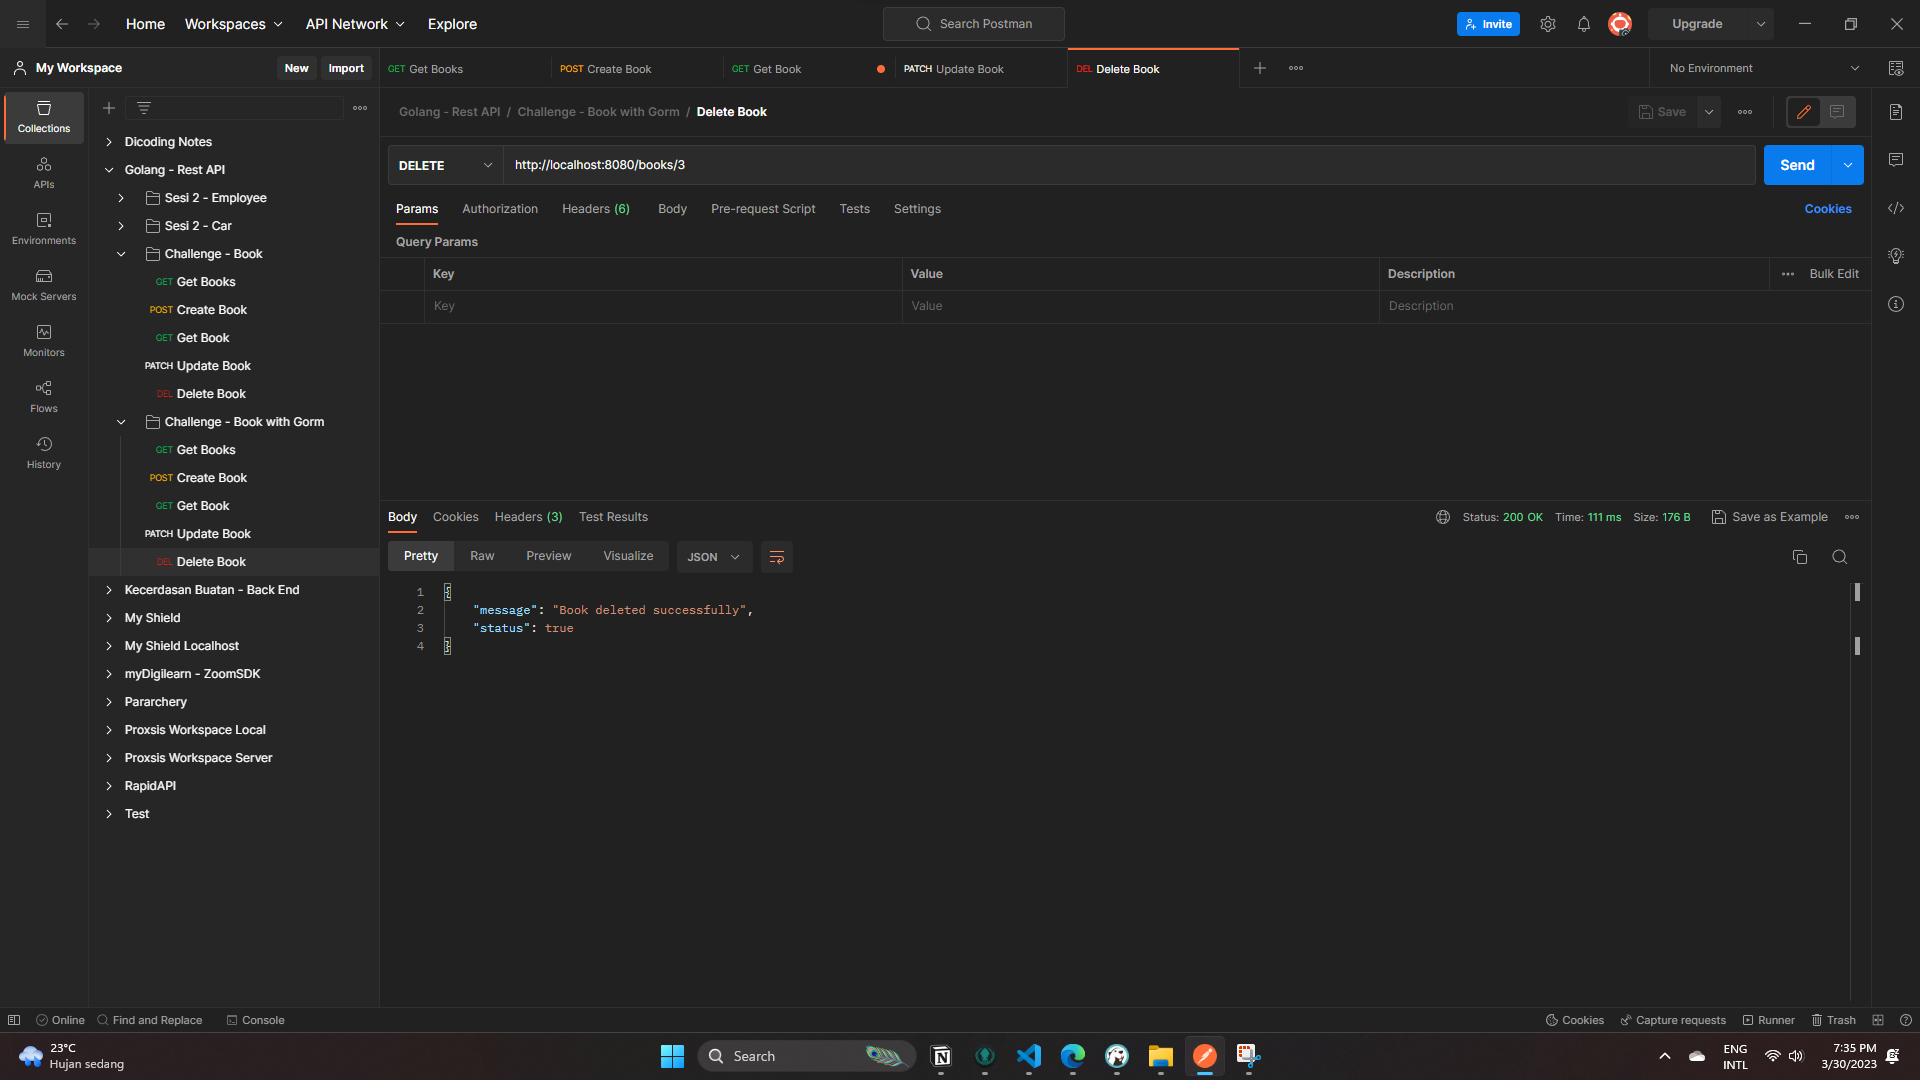 Home Workspaces API Network Explore Search Postman Invite Upgrade
My Workspace New Import GET Get Books POST Create Book GET Get Book PATCH Update Book DEL Delete Book No Environment
Golang - Rest API / Challenge - Book with Gorm / Delete Book Save
DELETE http://localhost:8080/books/3 Send
Params Authorization Headers (6) Body Pre-request Script Tests Settings Cookies
Query Params
Key Value Description Bulk Edit
Key Value Description
Collections
APIs
Environments
Mock Servers
Monitors
Flows
History
Dicoding Notes
Golang - Rest API
Sesi 2 - Employee
Sesi 2 - Car
Challenge - Book
GET Get Books
POST Create Book
GET Get Book
PATCH Update Book
DEL Delete Book
Challenge - Book with Gorm
GET Get Books
POST Create Book
GET Get Book
PATCH Update Book
DEL Delete Book
Kecerdasan Buatan - Back End
My Shield
My Shield Localhost
myDigilearn - ZoomSDK
Pararchery
Proxsis Workspace Local
Proxsis Workspace Server
RapidAPI
Test
Body Cookies Headers (3) Test Results Status: 200 OK Time: 111 ms Size: 176 B Save as Example
Pretty Raw Preview Visualize JSON
1 {
2 "message": "Book deleted successfully",
3 "status": true
4 }
Online Find and Replace Console Cookies Capture requests Runner Trash
23°C
Hujan sedang
Search
ENG
INTL
7:35 PM
3/30/2023